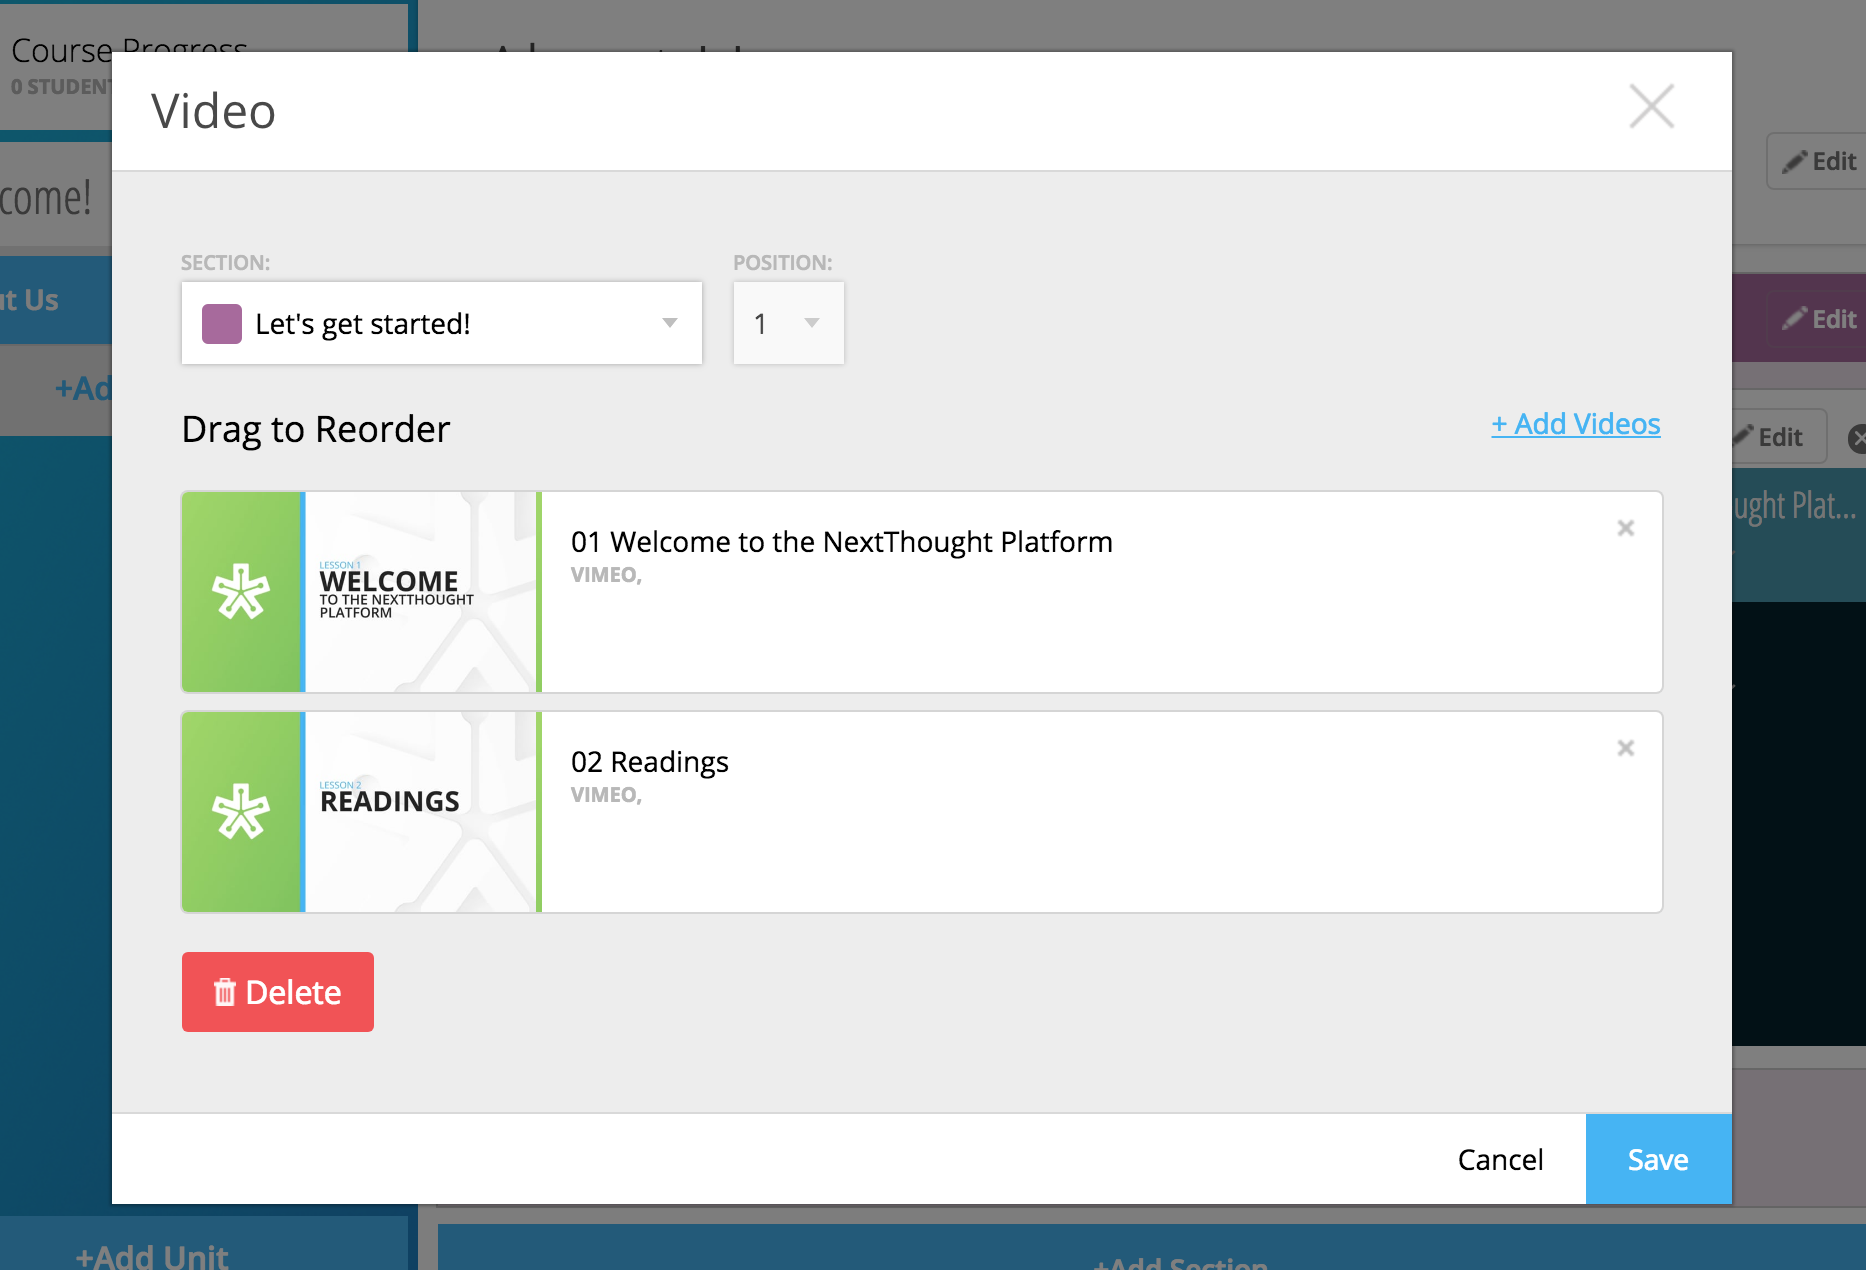 Course Progress
0 STUDENT
come!
t Us
+Ad
Video
Edit
SECTION:
POSITION:
Let's get started!
1
Edit
Drag to Reorder
+ Add Videos
Edit
ught Plat...
01 Welcome to the NextThought Platform
VIMEO,
LESSON 1
WELCOME
TO THE NEXTTHOUGHT
PLATFORM
02 Readings
VIMEO,
LESSON 2
READINGS
Delete
Cancel
Save
+Add Unit
+Add Section